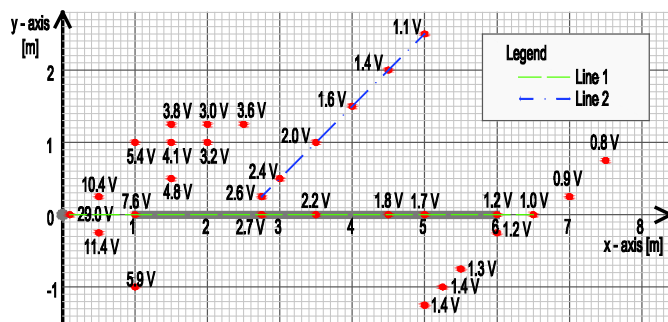 y - axis
[m]
1.1 V
Legend
Line 1
Line 2
2
1.4 V
1.6 V
3.8 V 3.0 V 3.6 V
2.0 V
1
5.4 V 4.1 V 3.2 V
0.8 V
10.4 V
4.8 V
2.4 V
0.9 V
7.6 V
2.6 V
2.2 V
1.8 V 1.7 V
1.2 V 1.0 V
0
29.0 V
1 2 2.7 V 3 4 5 6 1.2 V 7 8
11.4 V
x - axis [m]
5.9 V
1.3 V
-1
1.4 V
1.4 V